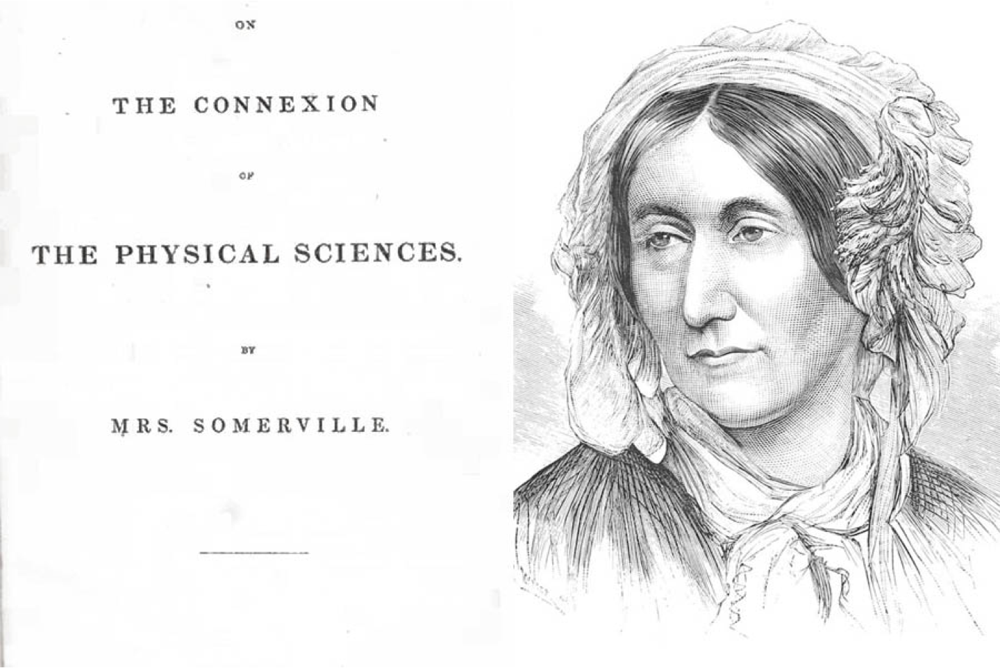 ON
THE CONNEXION
OF
THE PHYSICAL SCIENCES.
BY
MRS. SOMERVILLE.